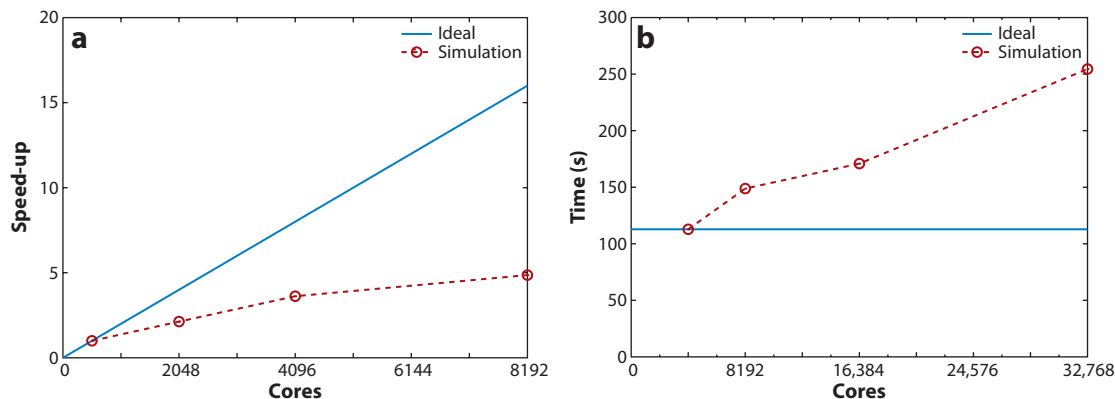 a
Ideal
Simulation
20
15
10
5
0
Speed-up
0 2048 4096 6144 8192
Cores
b
Ideal
Simulation
300
250
200
150
100
50
0
Time (s)
0 8192 16,384 24,576 32,768
Cores